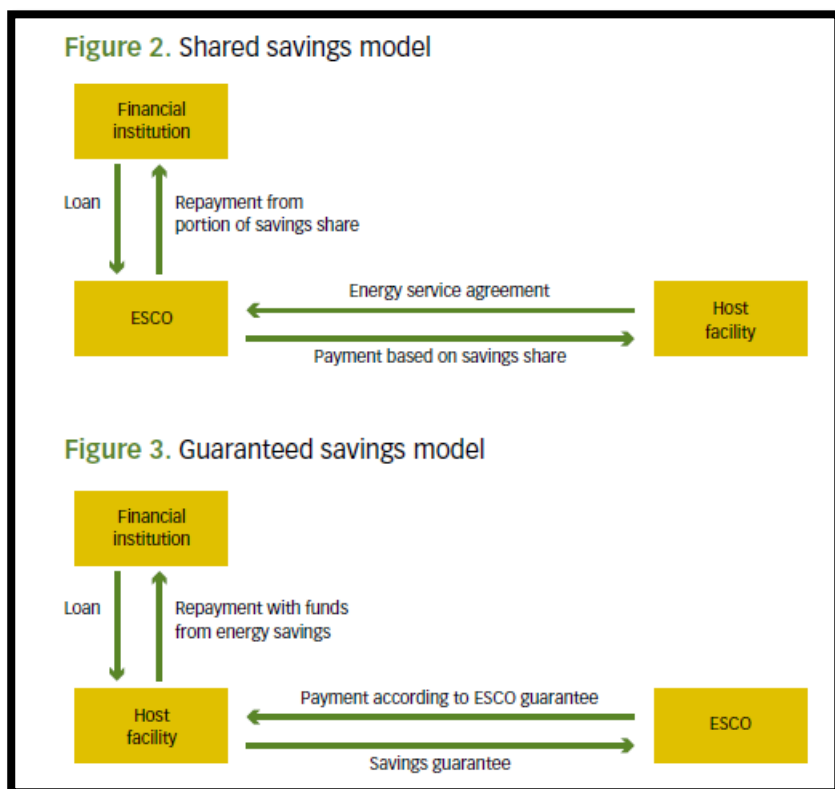 Figure 2. Shared savings model
Financial
institution
Loan
Repayment from
portion of savings share
ESCO
Energy service agreement
Payment based on savings share
Host
facility
Figure 3. Guaranteed savings model
Financial
institution
Loan
Repayment with funds
from energy savings
Host
facility
Payment according to ESCO guarantee
Savings guarantee
ESCO